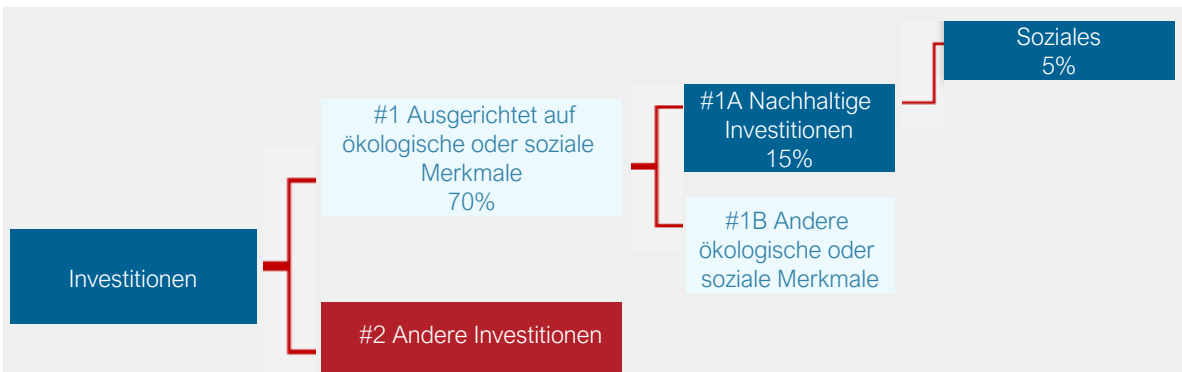 Soziales
5%
#1A Nachhaltige
Investitionen
15%
#1 Ausgerichtet auf
ökologische oder soziale
Merkmale
70%
#1B Andere
ökologische oder
soziale Merkmale
Investitionen
#2 Andere Investitionen